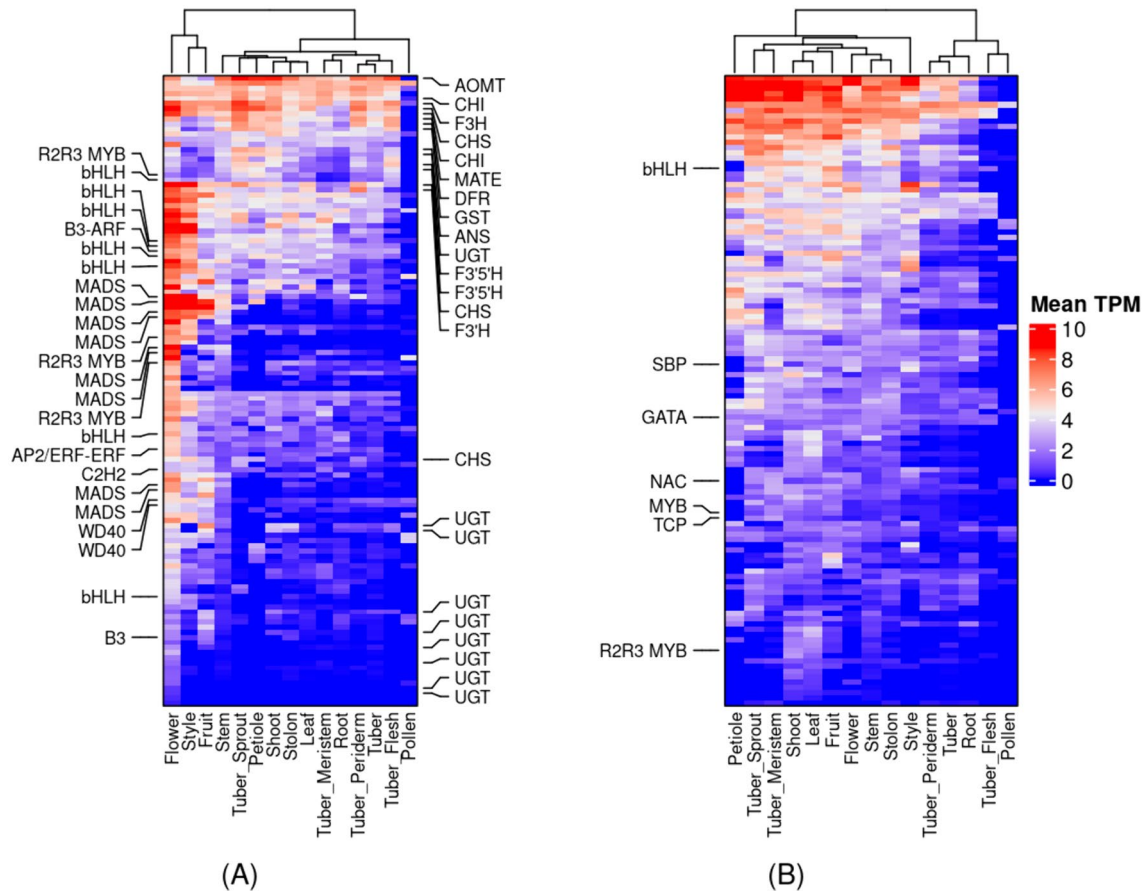 R2R3 MYB
bHLH
bHLH
bHLH
B3-ARF
bHLH
bHLH
MADS
MADS
MADS
MADS
R2R3 MYB
MADS
MADS
R2R3 MYB
bHLH
AP2/ERF-ERF
C2H2
MADS
MADS
WD40
WD40
bHLH
B3
AOMT
CHI
F3H
CHS
CHI
MATE
DFR
GST
ANS
UGT
F3'5'H
F3'5'H
CHS
F3'H
CHS
UGT
UGT
UGT
UGT
UGT
UGT
UGT
UGT
Flower
Style
Fruit
Stem
Tuber_Sprout
Petiole
Shoot
Stolon
Leaf
Tuber_Meristem
Root
Tuber_Periderm
Tuber
Tuber_Flesh
Pollen
(A)
bHLH
SBP
GATA
NAC
MYB
TCP
R2R3 MYB
Petiole
Tuber_Sprout
Tuber_Meristem
Shoot
Leaf
Fruit
Flower
Stem
Stolon
Style
Tuber_Periderm
Tuber
Root
Tuber_Flesh
Pollen
(B)
Mean TPM
10
8
6
4
2
0